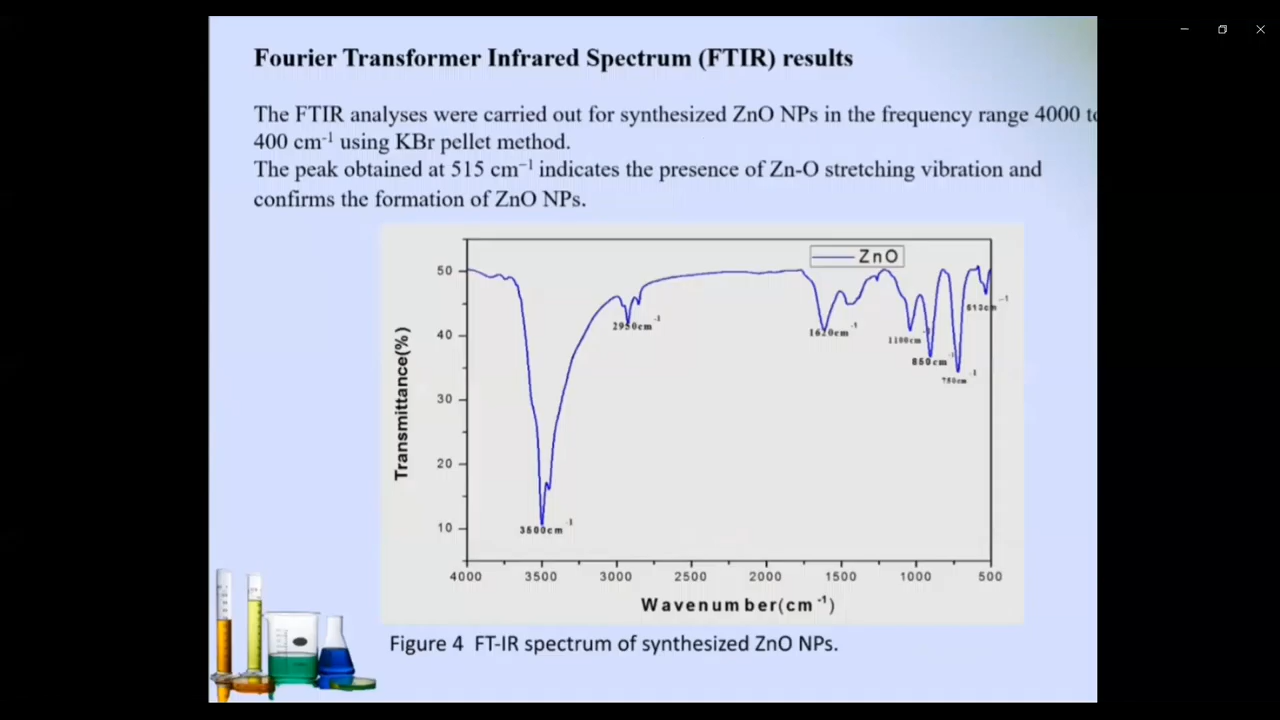 Fourier Transformer Infrared Spectrum (FTIR) results
The FTIR analyses were carried out for synthesized ZnO NPs in the frequency range 4000 to
400 cm⁻¹ using KBr pellet method.
The peak obtained at 515 cm⁻¹ indicates the presence of Zn-O stretching vibration and
confirms the formation of ZnO NPs.
ZnO
50
40
30
20
10
Transmittance(%)
2950cm⁻¹
1620cm⁻¹
1100cm⁻¹
850cm⁻¹
750cm⁻¹
3500cm⁻¹
4000 3500 3000 2500 2000 1500 1000 500
Wavenumber(cm⁻¹)
Figure 4 FT-IR spectrum of synthesized ZnO NPs.